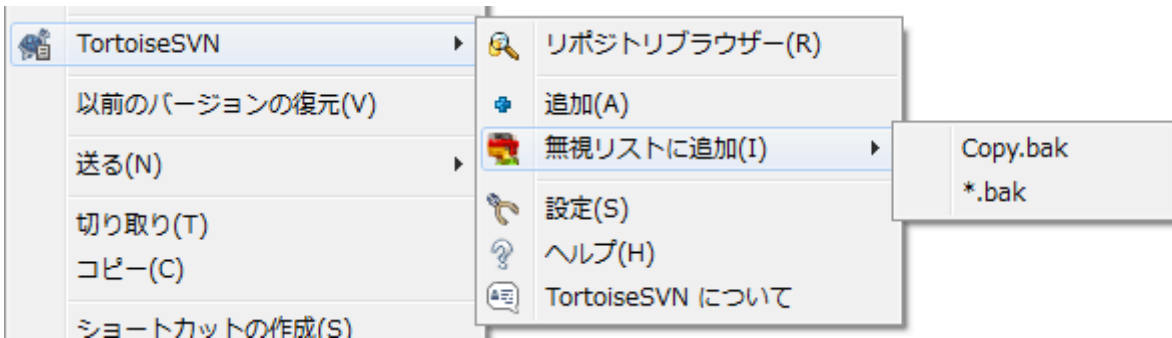 TortoiseSVN
以前のバージョンの復元(V)
送る(N)
切り取り(T)
コピー(C)
ショートカットの作成(S)
リポジトリブラウザー(R)
追加(A)
無視リストに追加(I)
設定(S)
ヘルプ(H)
TortoiseSVN について
Copy.bak
*.bak